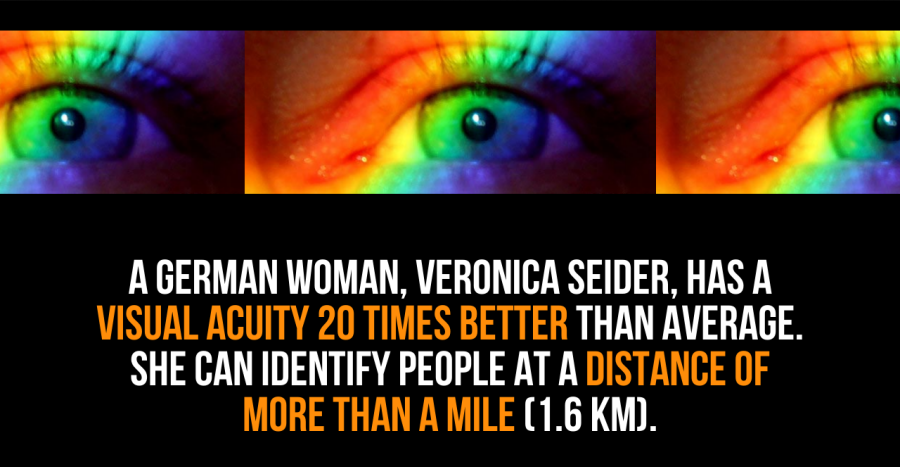 A GERMAN WOMAN, VERONICA SEIDER, HAS A
VISUAL ACUITY 20 TIMES BETTER THAN AVERAGE.
SHE CAN IDENTIFY PEOPLE AT A DISTANCE OF
MORE THAN A MILE (1.6 KM).